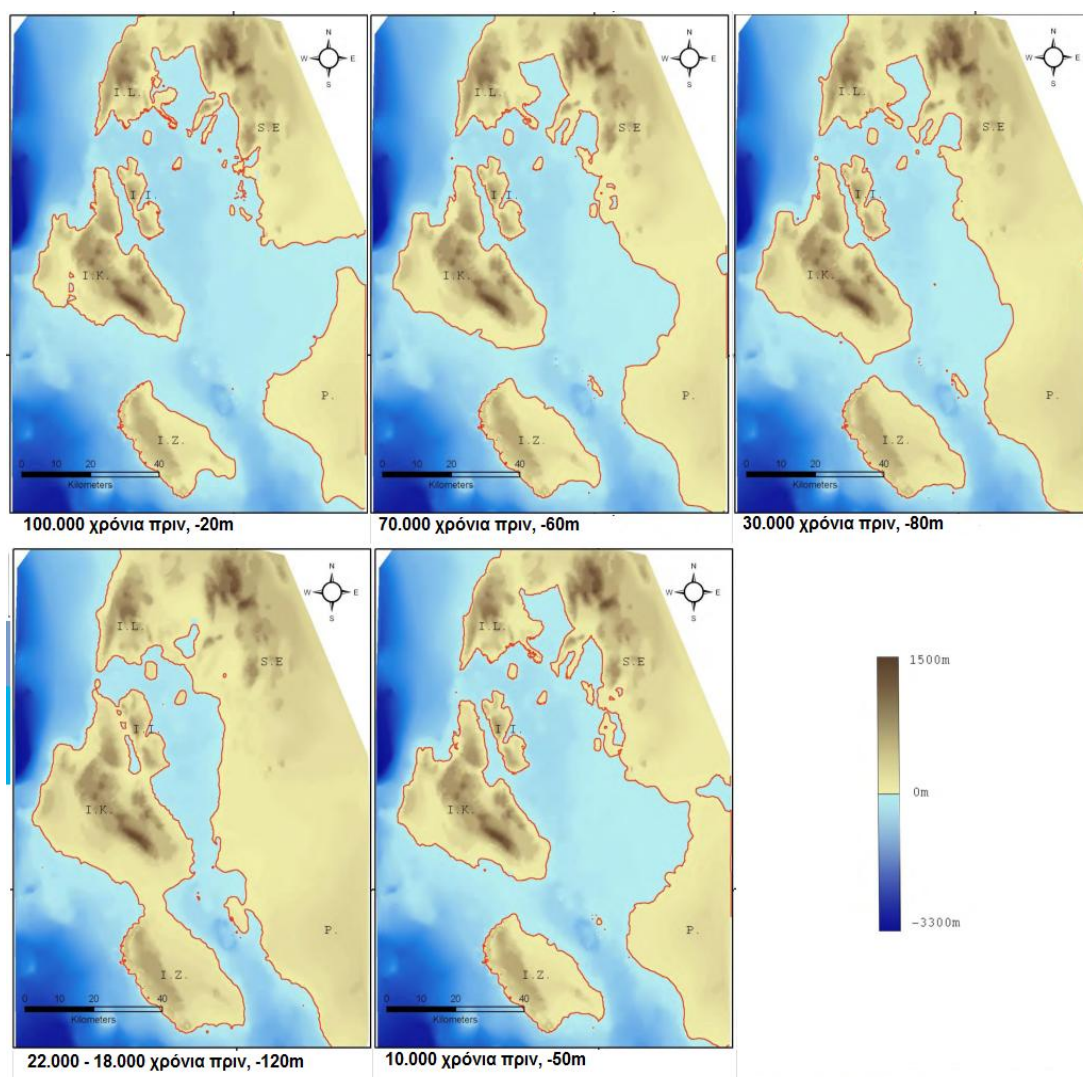 N
W E
S
I.L.
S.E
I.I.
I.K.
P.
I.Z.
0 10 20 40
Kilometers
100.000 χρόνια πριν, -20m
N
W E
S
I.L.
S.E
I.I.
I.K.
P.
I.Z.
0 10 20 40
Kilometers
70.000 χρόνια πριν, -60m
N
W E
S
I.L.
S.E
I.I.
I.K.
P.
I.Z.
0 10 20 40
Kilometers
30.000 χρόνια πριν, -80m
N
W E
S
I.L.
S.E
I.I.
I.K.
P.
I.Z.
0 10 20 40
Kilometers
22.000 - 18.000 χρόνια πριν, -120m
N
W E
S
I.L.
S.E
I.I.
I.K.
P.
I.Z.
0 10 20 40
Kilometers
10.000 χρόνια πριν, -50m
1500m
0m
-3300m